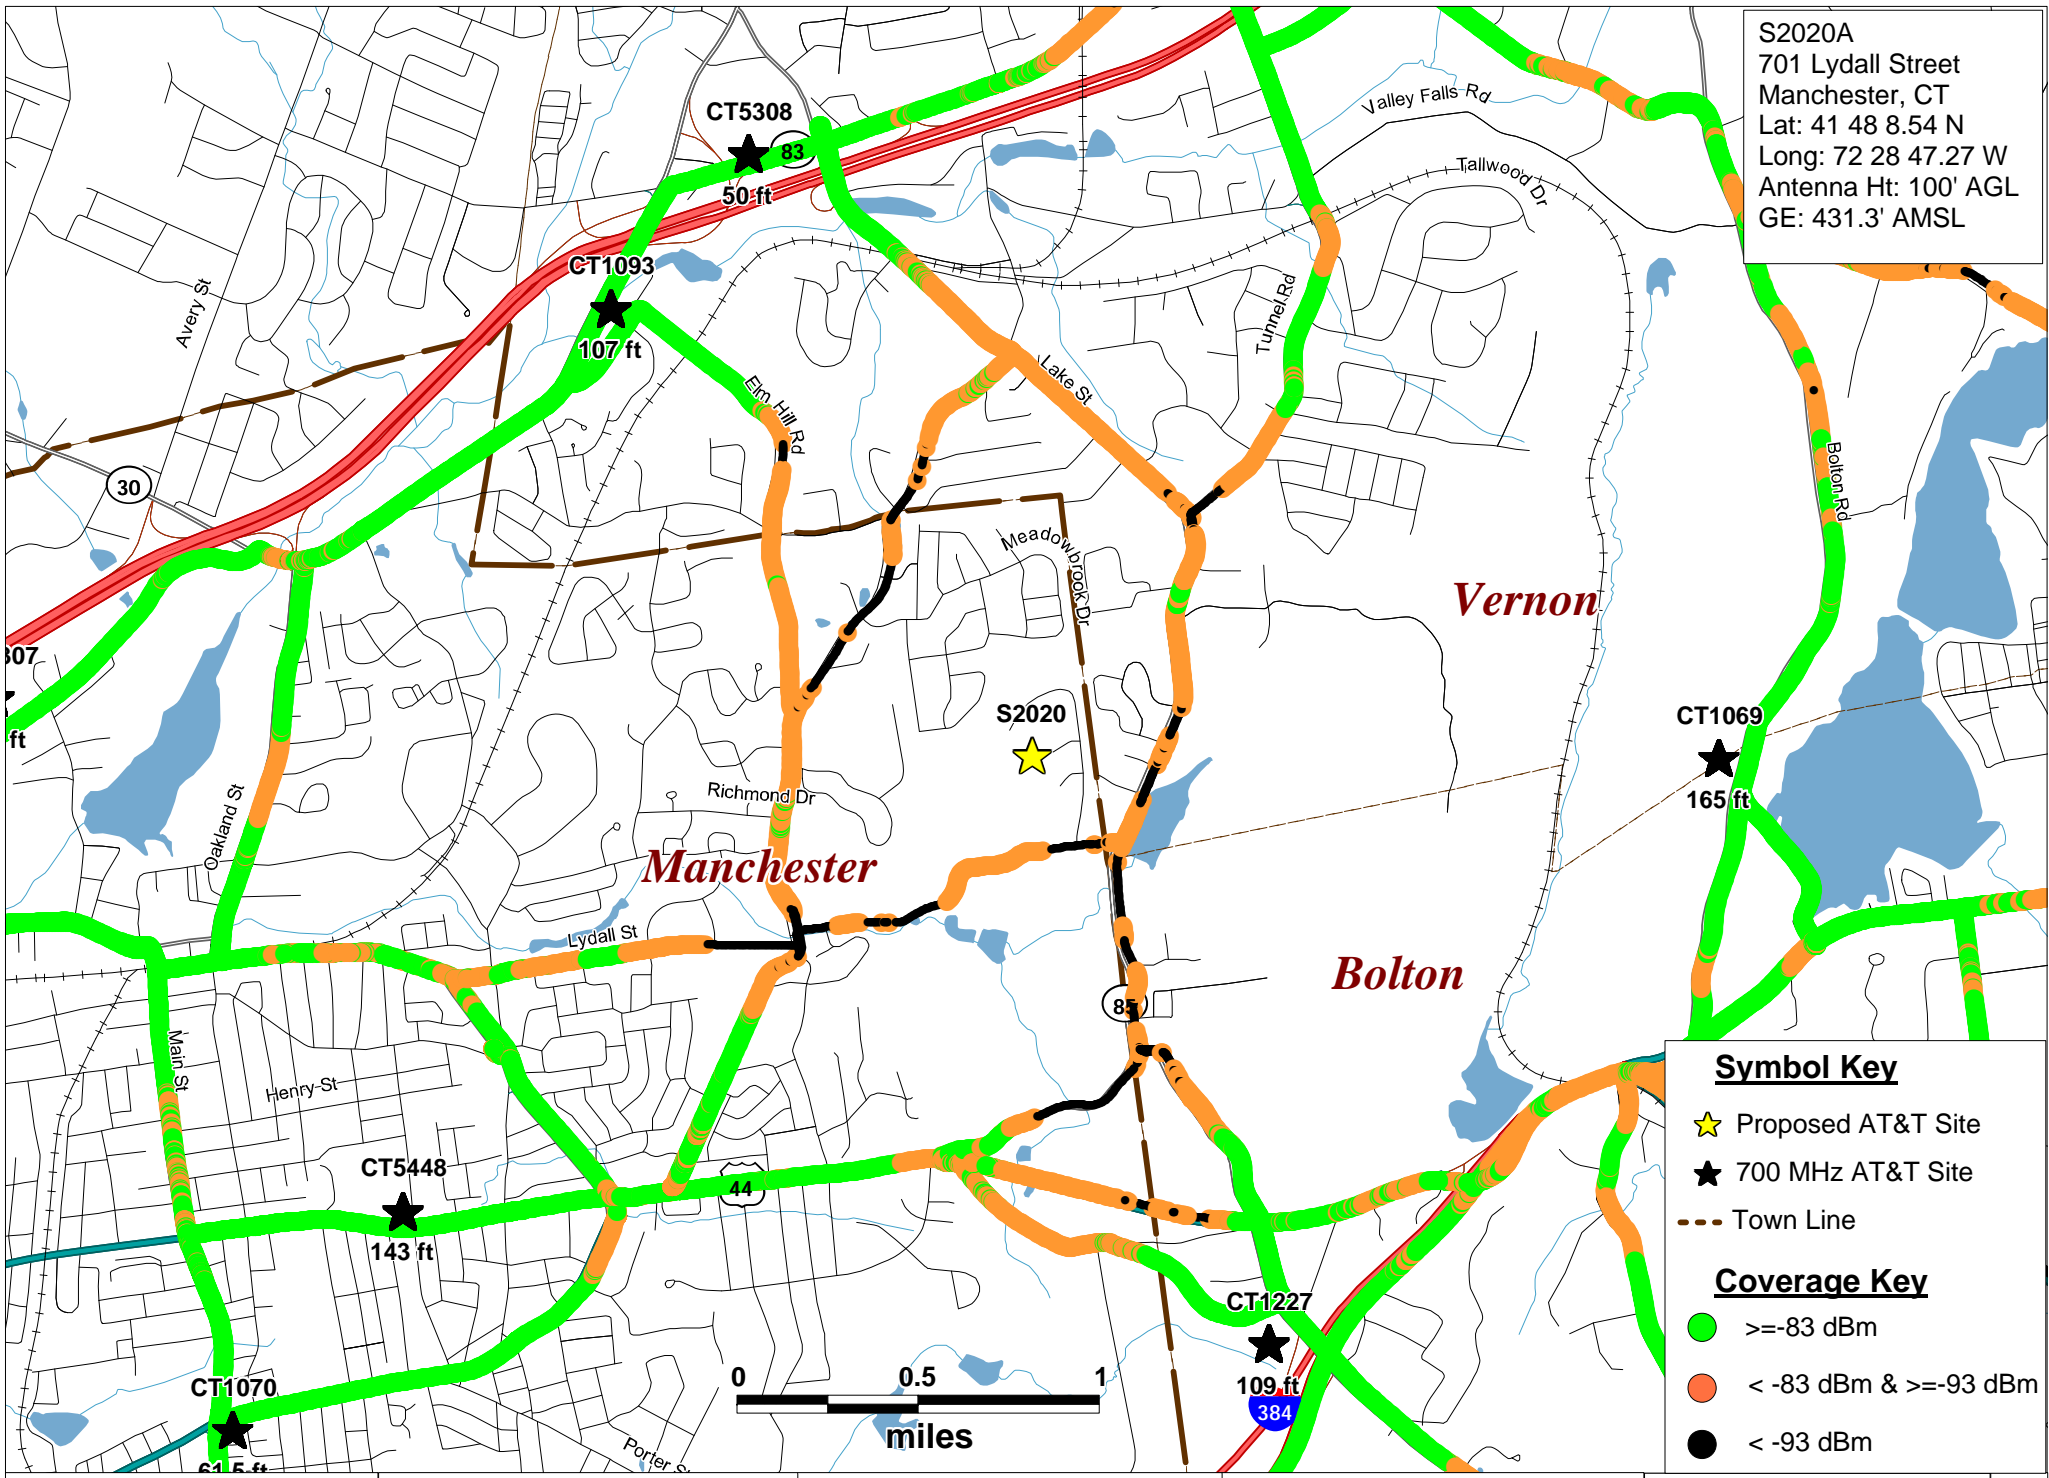 S2020A
701 Lydall Street
Manchester, CT
Lat: 41 48 8.54 N
Long: 72 28 47.27 W
Antenna Ht: 100' AGL
GE: 431.3' AMSL
CT5308
83
50 ft
Valley Falls Rd
Tallwood Dr
CT1093
107 ft
Avery St
Tunnel Rd
Lake St
Elm Hill Rd
30
Bolton Rd
Meadowbrook Dr
Vernon
307
ft
S2020
CT1069
165 ft
Richmond Dr
Oakland St
Manchester
Lydall St
Bolton
85
Main St
Henry St
CT5448
143 ft
44
CT1227
109 ft
384
CT1070
61.5 ft
Porter St
0 0.5 1
miles
Symbol Key
Proposed AT&T Site
700 MHz AT&T Site
Town Line
Coverage Key
>=-83 dBm
< -83 dBm & >=-93 dBm
< -93 dBm